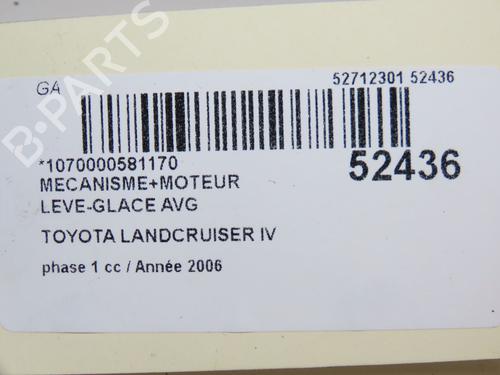 GA
52712301 52436
*1070000581170
52436
MECANISME+MOTEUR
LEVE-GLACE AVG
TOYOTA LANDCRUISER IV
phase 1 cc / Année 2006
B-PARTS